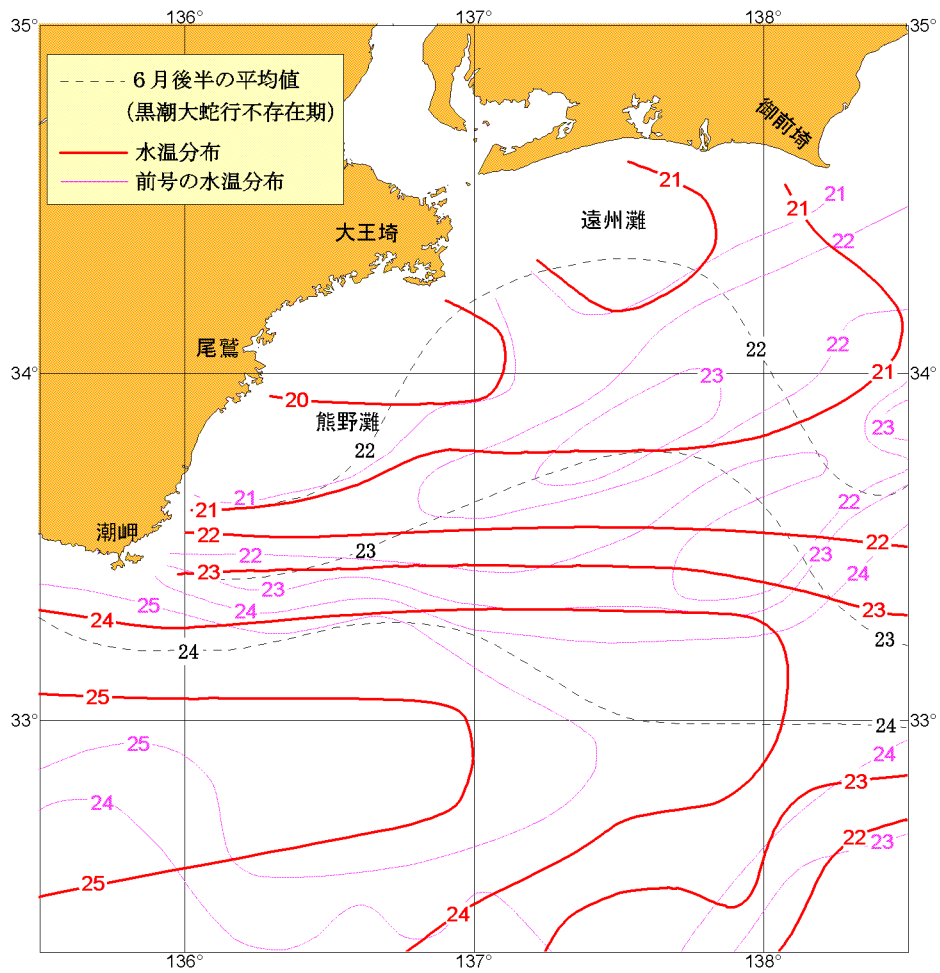 136° 137° 138°
35° 35°
６月後半の平均値
(黒潮大蛇行不存在期)
水温分布
前号の水温分布
御前埼
21 21 21
大王埼 遠州灘 22
尾鷲 22 22
34° 23 21 34°
20 熊野灘 23
22
21 21 22
潮岬 22 22
22 23 23 24
23 23
25 24 23
24 24 23
25
33° 24 33°
25 24
24 23
22 23
25
24
136° 137° 138°